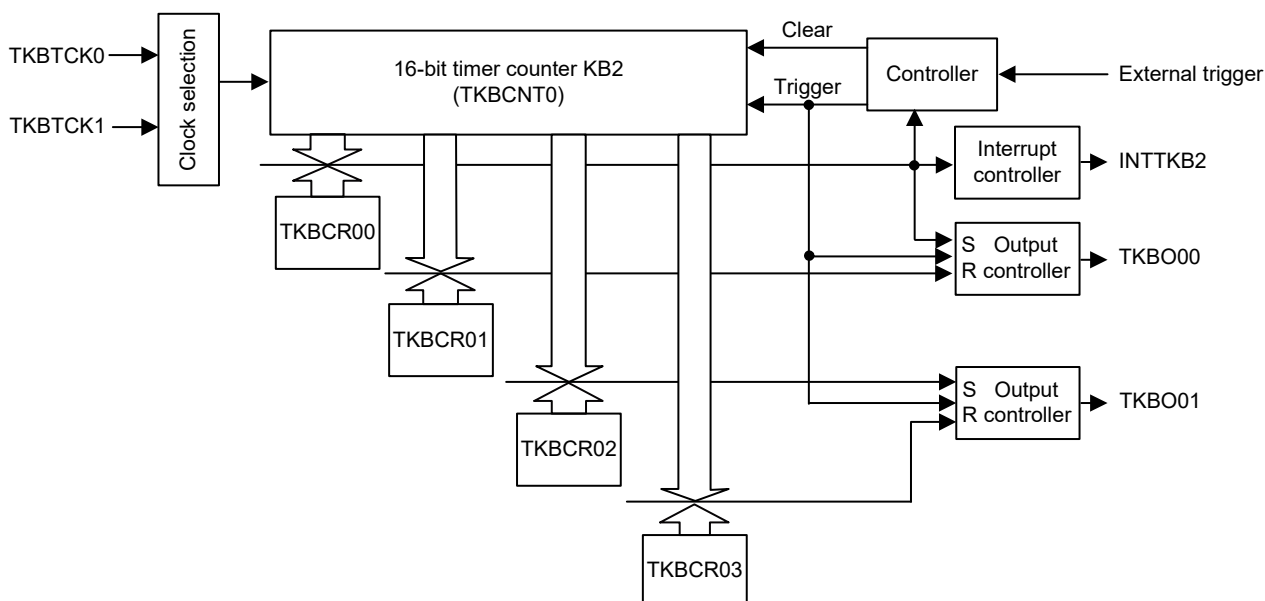 TKBTCK0
TKBTCK1
Clock selection
16-bit timer counter KB2
(TKBCNT0)
Clear
Trigger
Controller
External trigger
Interrupt
controller
INTTKB2
TKBCR00
S Output
R controller
TKBO00
TKBCR01
S Output
R controller
TKBO01
TKBCR02
TKBCR03